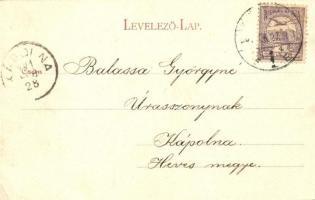 LEVELEZŐ-LAP.
Balassa Györgyné
Úrasszonynak
Kápolna.
Heves megye.